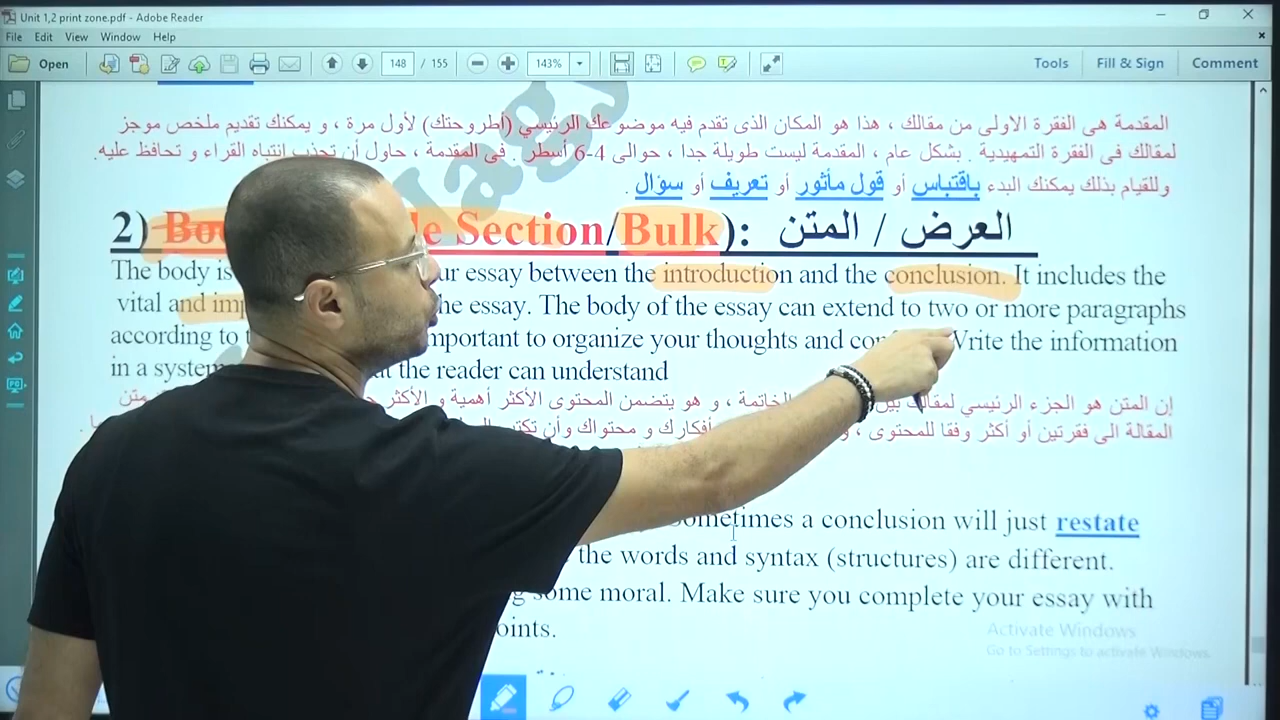 Unit 1,2 print zone.pdf - Adobe Reader
File Edit View Window Help
Open 148 / 155 143% Tools Fill & Sign Comment
المقدمة هى الفقرة الاولى من مقالك ، هذا هو المكان الذى تقدم فيه موضوعك الرئيسي (أطروحتك) لأول مرة ، و يمكنك تقديم ملخص موجز
لمقالك فى الفقرة التمهيدية . بشكل عام ، المقدمة ليست طويلة جدا ، حوالى 4-6 أسطر . فى المقدمة ، حاول أن تجذب انتباه القراء و تحافظ عليه.
وللقيام بذلك يمكنك البدء باقتباس أو قول مأثور أو تعريف أو سؤال .
2) Section/Bulk): العرض / المتن
The body is essay between the introduction and the conclusion. It includes the
vital and the essay. The body of the essay can extend to two or more paragraphs
according to important to organize your thoughts and Write the information
in a the reader can understand
إن المتن هو الجزء الرئيسي لمقالك الخاتمة ، و هو يتضمن المحتوى الأكثر أهمية و الأكثر متن
المقالة الى فقرتين أو أكثر وفقا للمحتوى ، أفكارك و محتواك وأن
sometimes a conclusion will just restate
the words and syntax (structures) are different.
some moral. Make sure you complete your essay with
Activate Windows
Go to Settings to activate Windows.